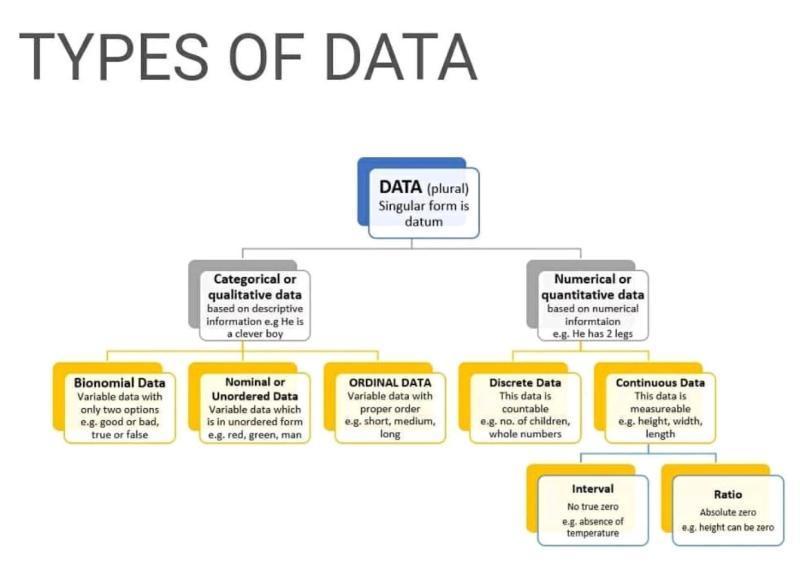 TYPES OF DATA
DATA (plural)
Singular form is
datum
Categorical or
qualitative data
based on descriptive
information e.g He is
a clever boy
Numerical or
quantitative data
based on numerical
informtaion
e.g. He has 2 legs
Bionomial Data
Variable data with
only two options
e.g. good or bad,
true or false
Nominal or
Unordered Data
Variable data which
is in unordered form
e.g. red, green, man
ORDINAL DATA
Variable data with
proper order
e.g. short, medium,
long
Discrete Data
This data is
countable
e.g. no. of children,
whole numbers
Continuous Data
This data is
measureable
e.g. height, width,
length
Interval
No true zero
e.g. absence of
temperature
Ratio
Absolute zero
e.g. height can be zero